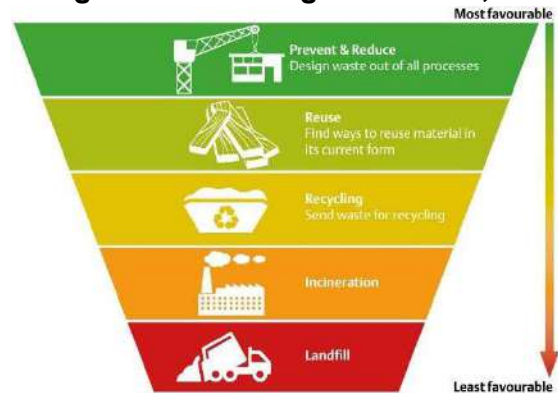 Most favourable
Prevent & Reduce
Design waste out of all processes
Reuse
Find ways to reuse material in
its current form
Recycling
Send waste for recycling
Incineration
Landfill
Least favourable